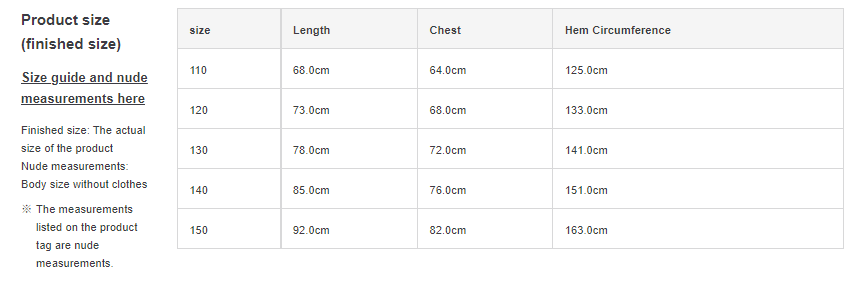 Product size
(finished size)
Size guide and nude
measurements here
Finished size: The actual
size of the product
Nude measurements:
Body size without clothes
※ The measurements
listed on the product
tag are nude
measurements.
size Length Chest Hem Circumference
110 68.0cm 64.0cm 125.0cm
120 73.0cm 68.0cm 133.0cm
130 78.0cm 72.0cm 141.0cm
140 85.0cm 76.0cm 151.0cm
150 92.0cm 82.0cm 163.0cm